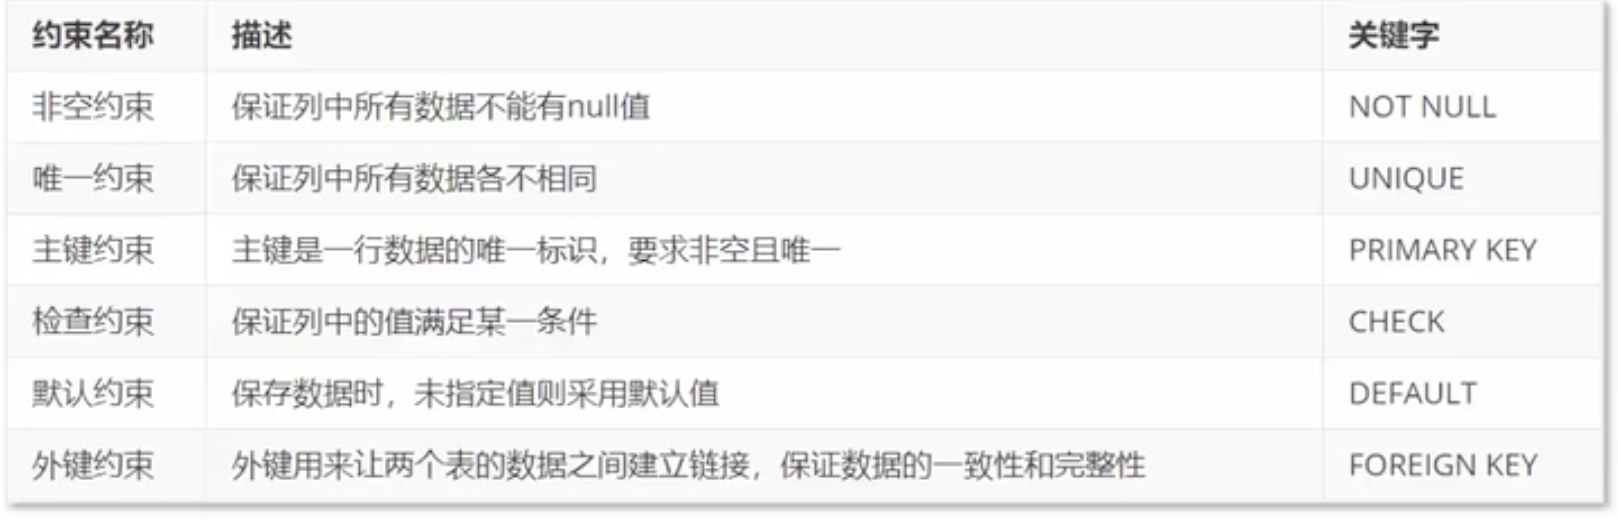 约束名称 描述 关键字
非空约束 保证列中所有数据不能有null值 NOT NULL
唯一约束 保证列中所有数据各不相同 UNIQUE
主键约束 主键是一行数据的唯一标识，要求非空且唯一 PRIMARY KEY
检查约束 保证列中的值满足某一条件 CHECK
默认约束 保存数据时，未指定值则采用默认值 DEFAULT
外键约束 外键用来让两个表的数据之间建立链接，保证数据的一致性和完整性 FOREIGN KEY